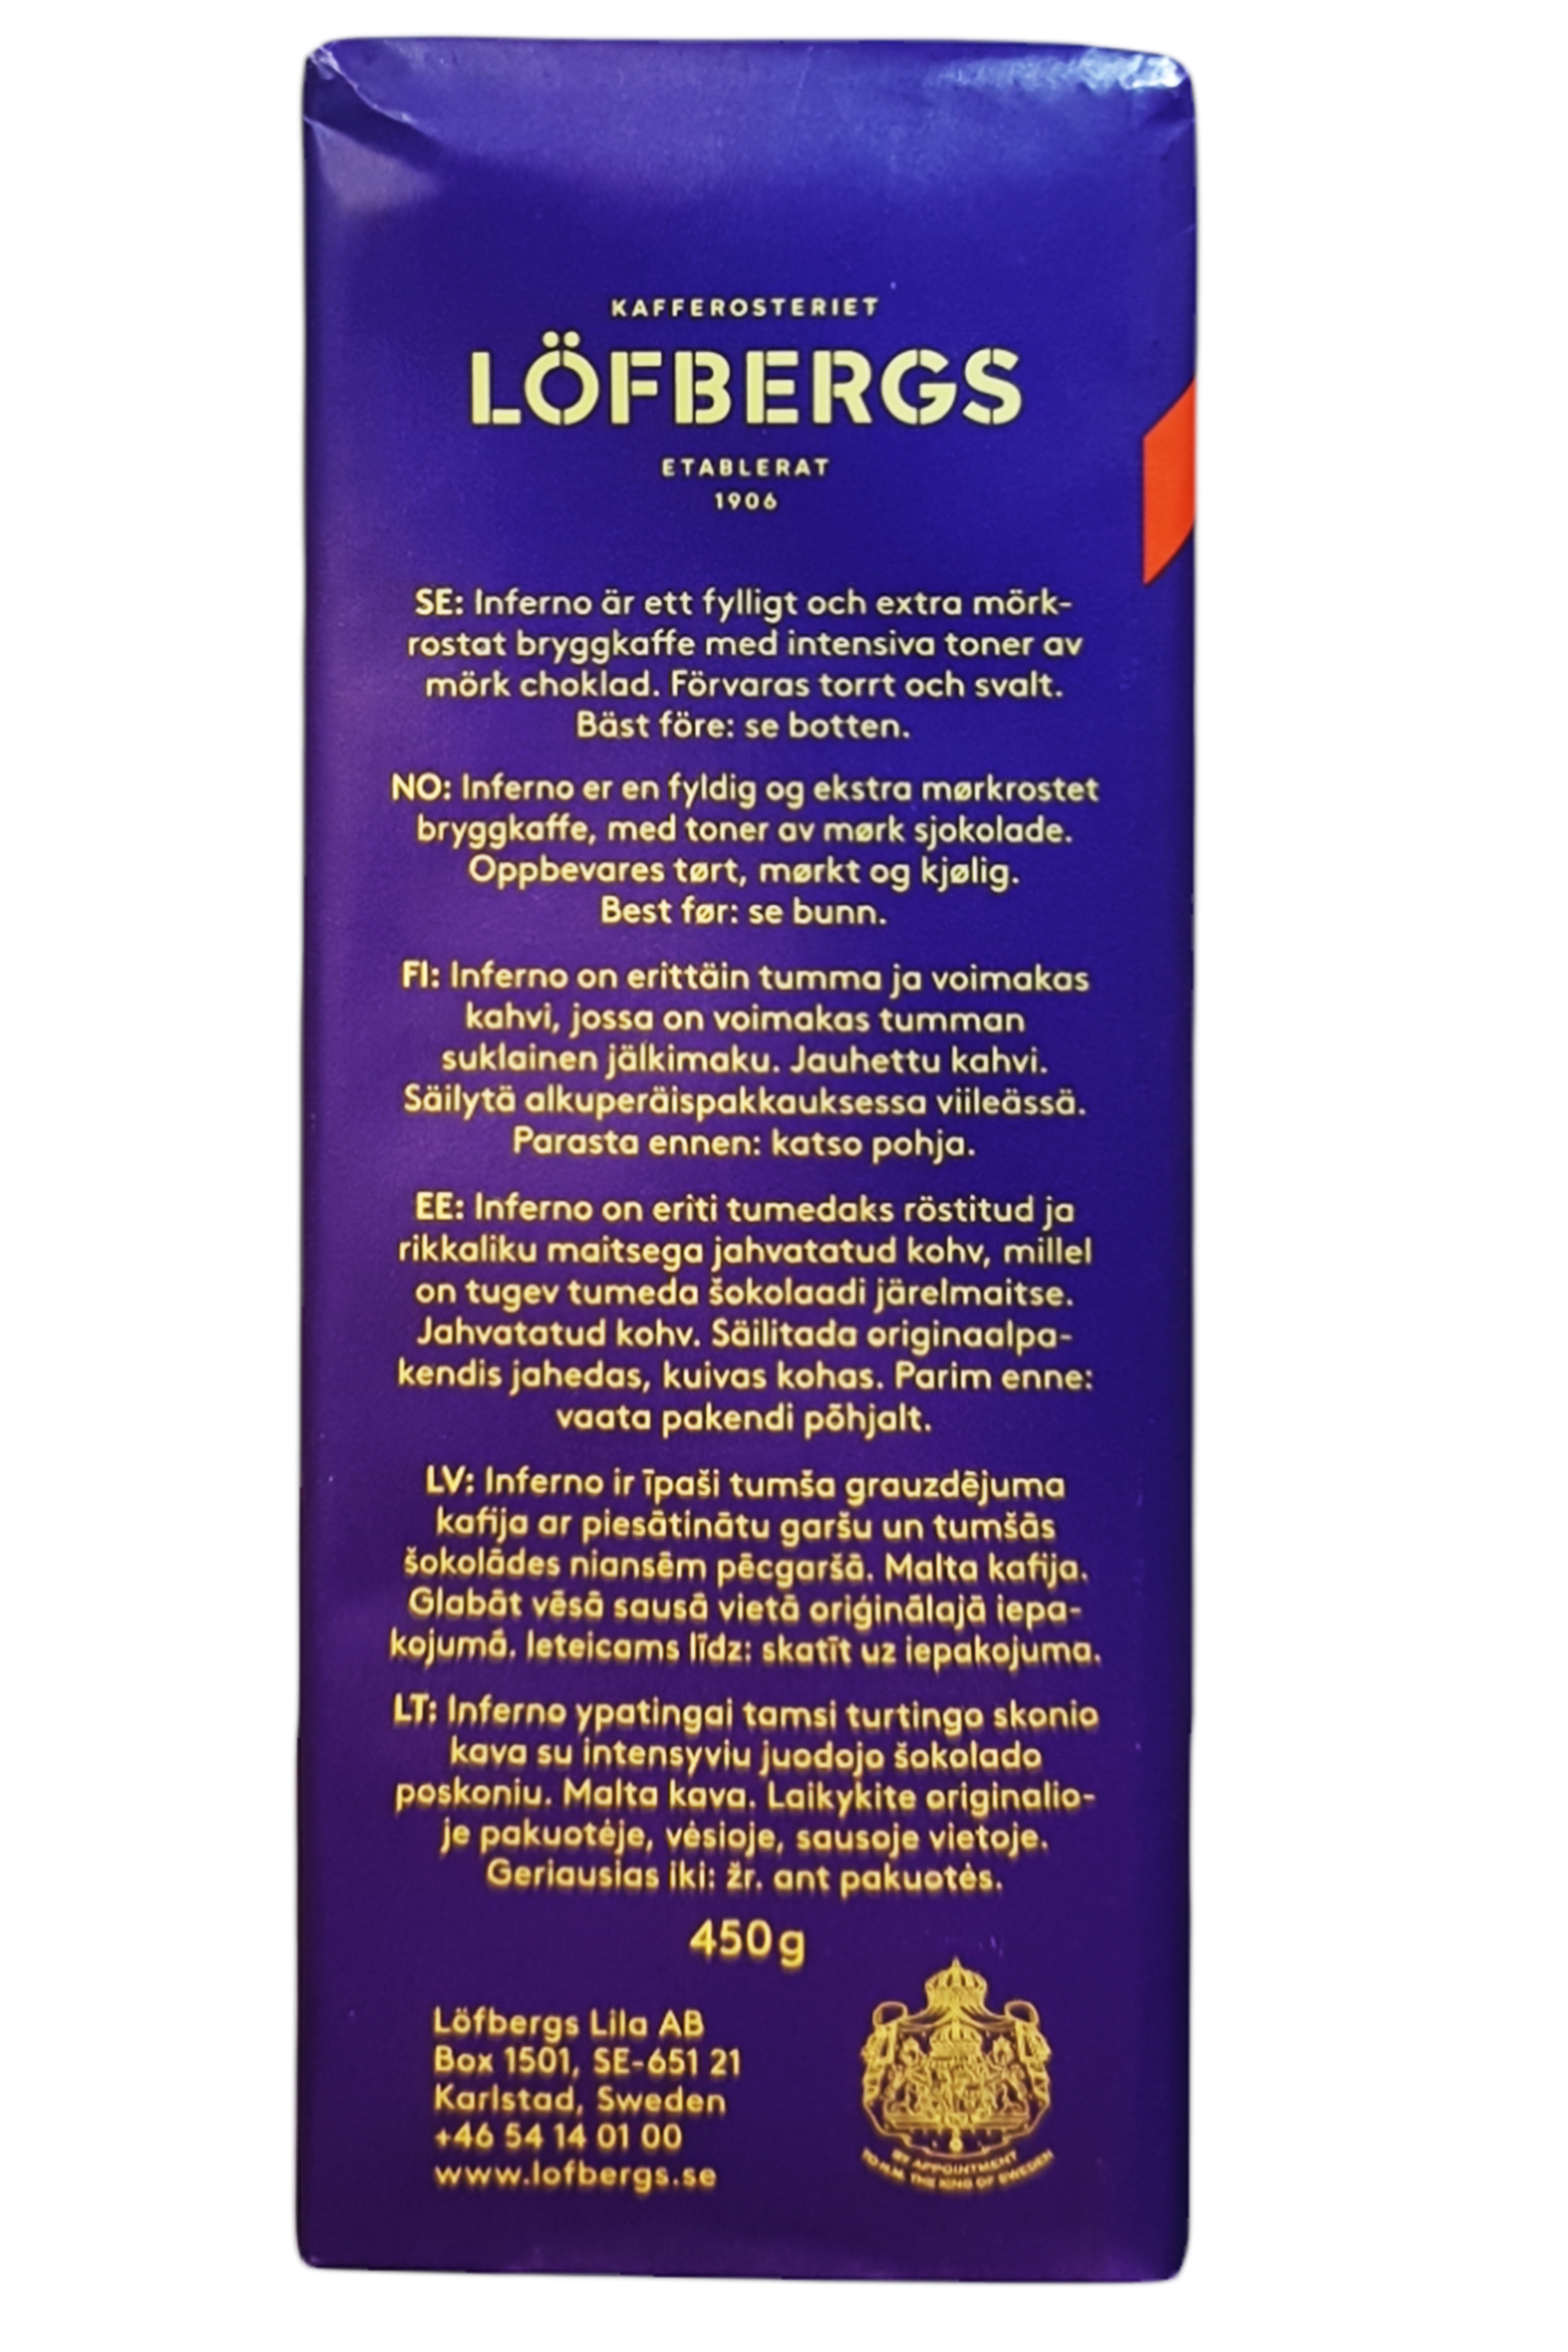 KAFFEROSTERIET
LÖFBERGS
ETABLERAT
1906
SE: Inferno är ett fylligt och extra mörk-
rostat bryggkaffe med intensiva toner av
mörk choklad. Förvaras torrt och svalt.
Bäst före: se botten.
NO: Inferno er en fyldig og ekstra mørkrostet
bryggkaffe, med toner av mørk sjokolade.
Oppbevares tørt, mørkt og kjølig.
Best før: se bunn.
FI: Inferno on erittäin tumma ja voimakas
kahvi, jossa on voimakas tumman
suklainen jälkimaku. Jauhettu kahvi.
Säilytä alkuperäispakkauksessa viileässä.
Parasta ennen: katso pohja.
EE: Inferno on eriti tumedaks röstitud ja
rikkaliku maitsega jahvatatud kohv, millel
on tugev tumeda šokolaadi järelmaitse.
Jahvatatud kohv. Säilitada originaalpa-
kendis jahedas, kuivas kohas. Parim enne:
vaata pakendi põhjalt.
LV: Inferno ir īpaši tumša grauzdējuma
kafija ar piesātinātu garšu un tumšās
šokolādes niansēm pēcgaršā. Malta kafija.
Glabāt vēsā sausā vietā oriģinālajā iepa-
kojumā. Ieteicams līdz: skatīt uz iepakojuma.
LT: Inferno ypatingai tamsi turtingo skonio
kava su intensyviu juodojo šokolado
poskoniu. Malta kava. Laikykite originalio-
je pakuotėje, vėsioje, sausoje vietoje.
Geriausias iki: žr. ant pakuotės.
450g
Löfbergs Lila AB
Box 1501, SE-651 21
Karlstad, Sweden
+46 54 14 01 00
www.lofbergs.se
BY APPOINTMENT
TO H.M. THE KING OF SWEDEN